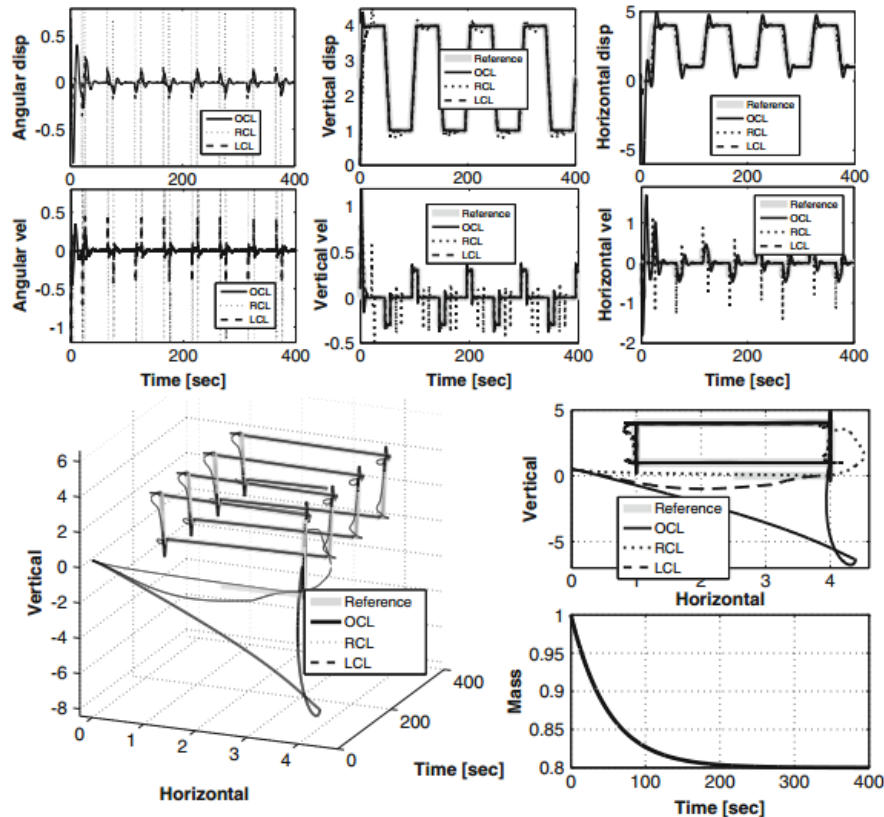 Angular disp
0.5
0
-0.5
0
200
400
OCL
RCL
LCL
Vertical disp
4
3
2
1
0
0
200
400
Reference
OCL
RCL
LCL
Horizontal disp
5
0
-5
0
200
400
Reference
OCL
RCL
LCL
Angular vel
0.5
0
-0.5
-1
0
200
400
Time [sec]
OCL
RCL
LCL
Vertical vel
1
0.5
0
-0.5
0
200
400
Time [sec]
Reference
OCL
RCL
LCL
Horizontal vel
1
0
-1
-2
0
200
400
Time [sec]
Reference
OCL
RCL
LCL
Vertical
6
4
2
0
-2
-4
-6
-8
0
1
2
3
4
Horizontal
0
200
400
Time [sec]
Reference
OCL
RCL
LCL
Vertical
5
0
-5
0
1
2
3
4
Horizontal
Reference
OCL
RCL
LCL
Mass
1
0.95
0.9
0.85
0.8
0
100
200
300
400
Time [sec]